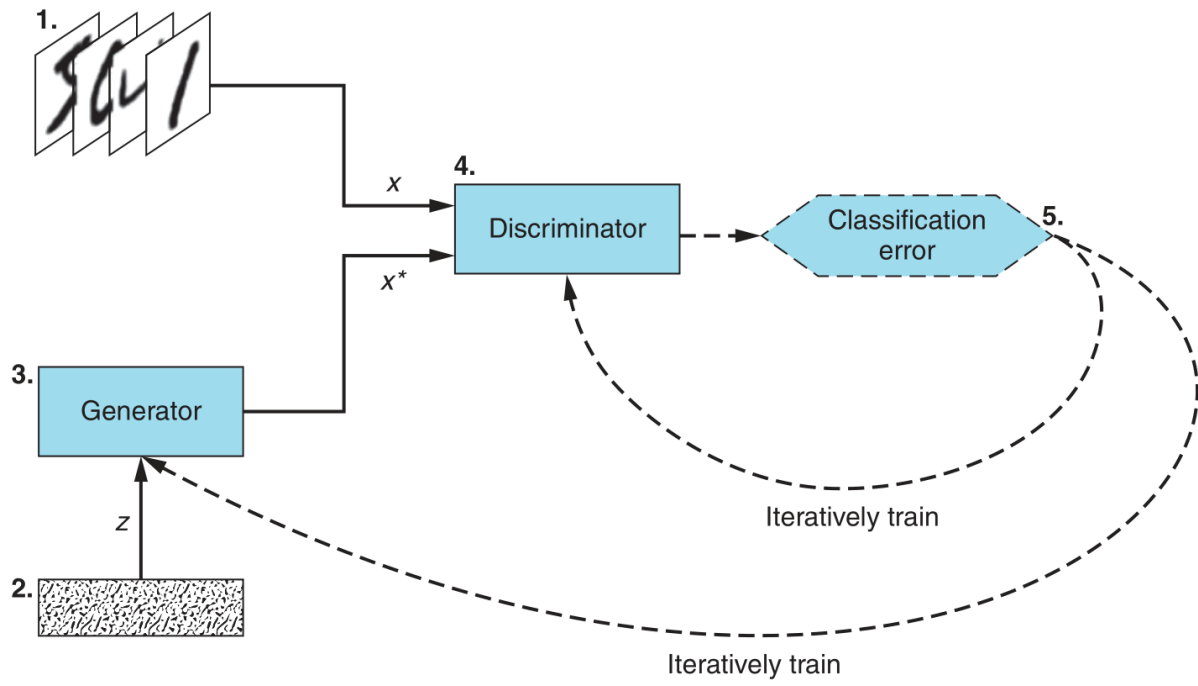 1.
x
4.
Discriminator
Classification
error
5.
x*
3.
Generator
z
Iteratively train
2.
Iteratively train